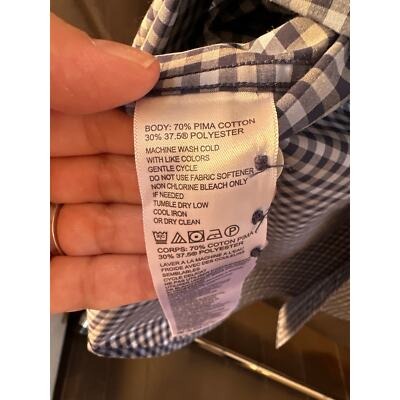 BODY: 70% PIMA COTTON
30% 37.5® POLYESTER
MACHINE WASH COLD
WITH LIKE COLORS
GENTLE CYCLE
DO NOT USE FABRIC SOFTENER
NON CHLORINE BLEACH ONLY
IF NEEDED
TUMBLE DRY LOW
COOL IRON
OR DRY CLEAN
CORPS: 70% COTON PIMA
30% 37.5® POLYESTER
LAVER A LA MACHINE A L'EAU
FROIDE AVEC DES COULEURS
SEMBLABLES